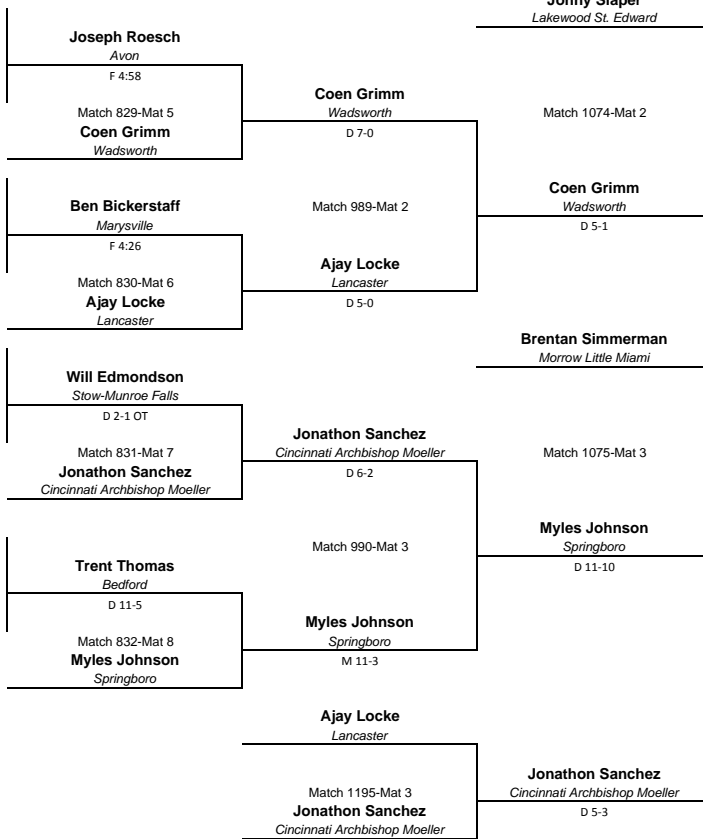 Jonny Slaper
Lakewood St. Edward
Joseph Roesch
Avon
F 4:58
Match 829-Mat 5
Coen Grimm
Wadsworth
Coen Grimm
Wadsworth
D 7-0
Match 1074-Mat 2
Ben Bickerstaff
Marysville
F 4:26
Match 830-Mat 6
Ajay Locke
Lancaster
Match 989-Mat 2
Ajay Locke
Lancaster
D 5-0
Coen Grimm
Wadsworth
D 5-1
Brentan Simmerman
Morrow Little Miami
Will Edmondson
Stow-Munroe Falls
D 2-1 OT
Match 831-Mat 7
Jonathon Sanchez
Cincinnati Archbishop Moeller
Jonathon Sanchez
Cincinnati Archbishop Moeller
D 6-2
Match 1075-Mat 3
Match 990-Mat 3
Myles Johnson
Springboro
D 11-10
Trent Thomas
Bedford
D 11-5
Match 832-Mat 8
Myles Johnson
Springboro
Myles Johnson
Springboro
M 11-3
Ajay Locke
Lancaster
Match 1195-Mat 3
Jonathon Sanchez
Cincinnati Archbishop Moeller
Jonathon Sanchez
Cincinnati Archbishop Moeller
D 5-3